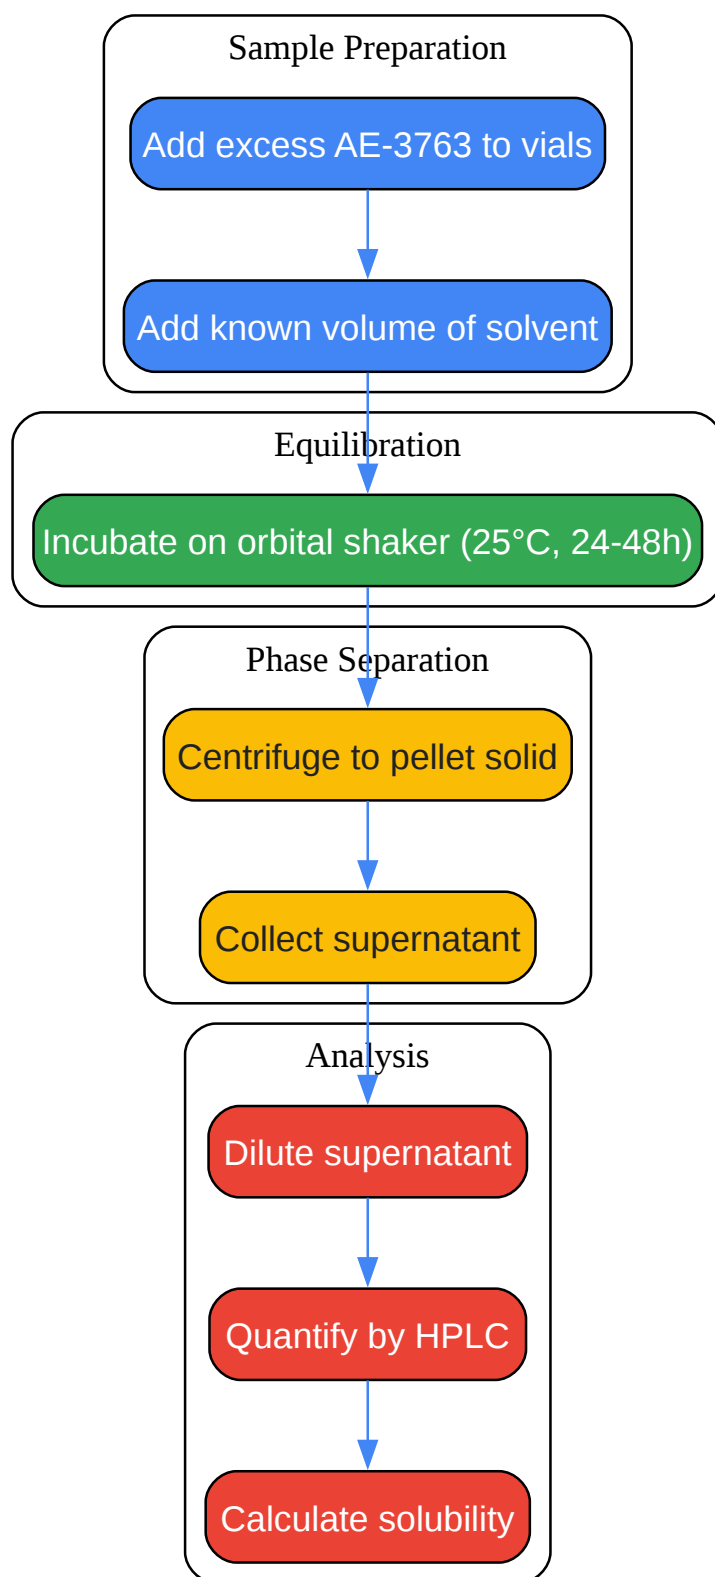 Sample Preparation
Add excess AE-3763 to vials
Add known volume of solvent
Equilibration
Incubate on orbital shaker (25°C, 24-48h)
Phase Separation
Centrifuge to pellet solid
Collect supernatant
Analysis
Dilute supernatant
Quantify by HPLC
Calculate solubility